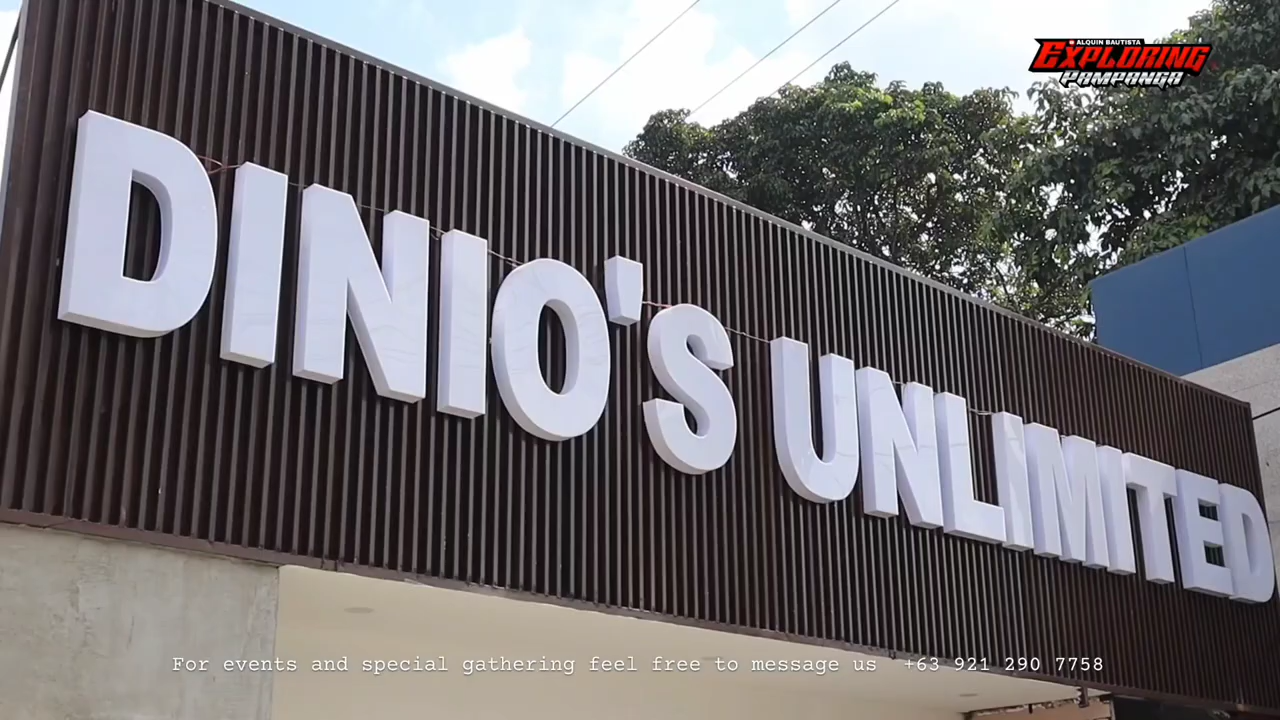 ALQUIN BAUTISTA
EXPLORING
PAMPANGA
DINIO'S UNLIMITED
For events and special gathering feel free to message us +63 921 290 7758